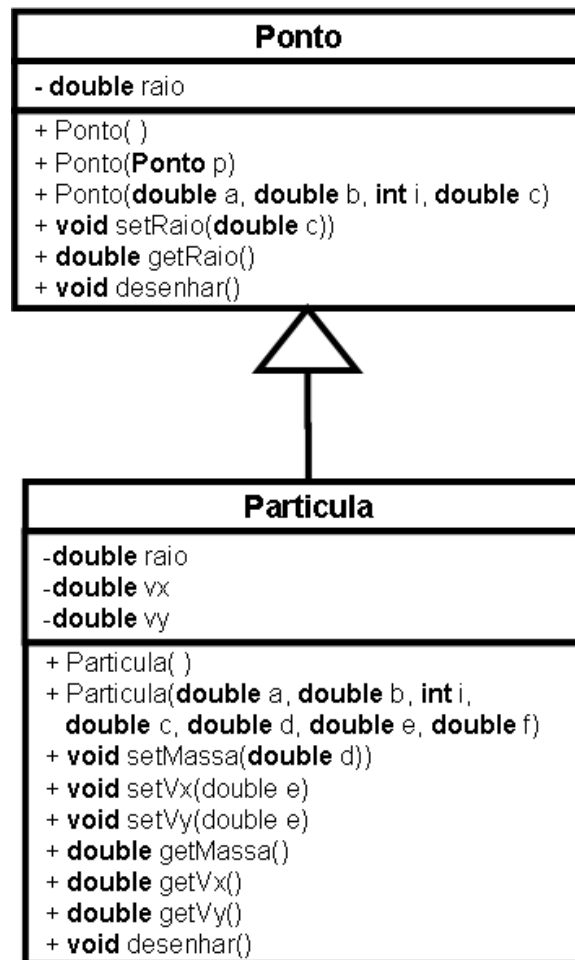 Ponto
- double raio
+ Ponto( )
+ Ponto(Ponto p)
+ Ponto(double a, double b, int i, double c)
+ void setRaio(double c))
+ double getRaio()
+ void desenhar()
Particula
-double raio
-double vx
-double vy
+ Particula( )
+ Particula(double a, double b, int i,
double c, double d, double e, double f)
+ void setMassa(double d))
+ void setVx(double e)
+ void setVy(double e)
+ double getMassa()
+ double getVx()
+ double getVy()
+ void desenhar()